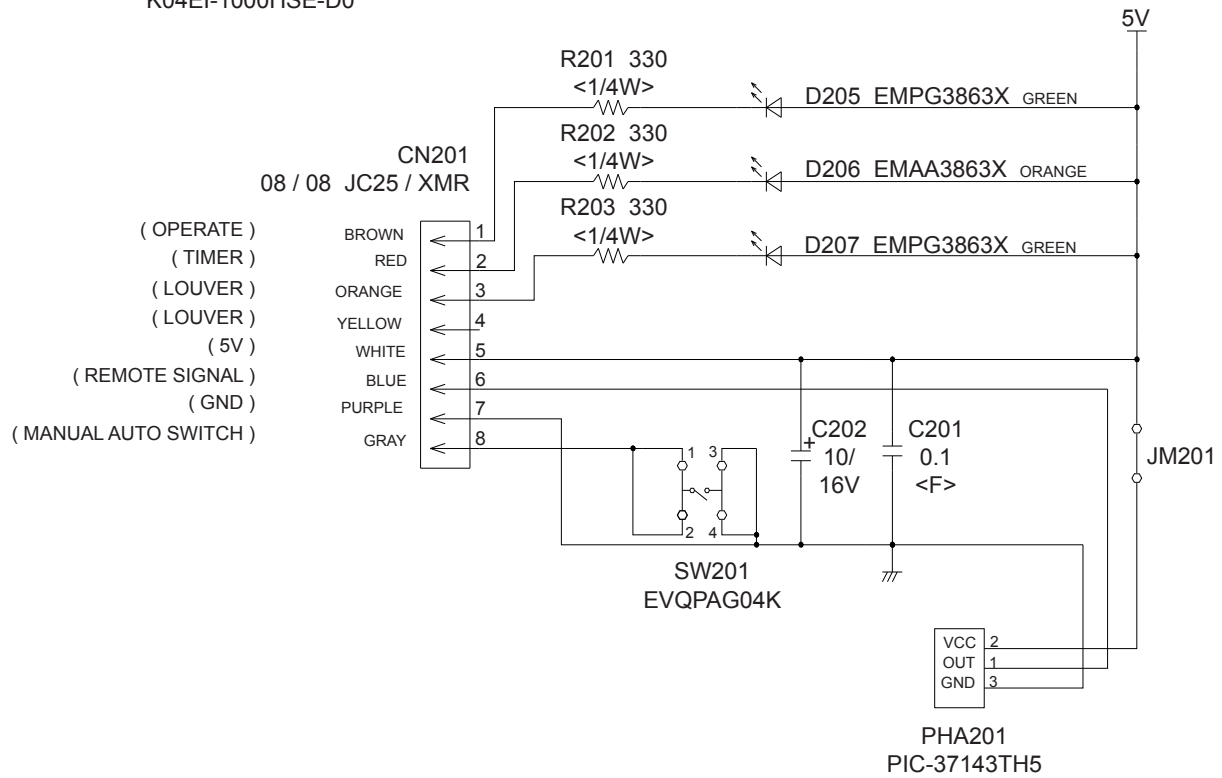 K04EI-1000HSE-D0
5V
R201 330
<1/4W>
D205 EMPG3863X GREEN
R202 330
<1/4W>
D206 EMAA3863X ORANGE
R203 330
<1/4W>
D207 EMPG3863X GREEN
CN201
08 / 08 JC25 / XMR
( OPERATE ) BROWN 1
( TIMER ) RED 2
( LOUVER ) ORANGE 3
( LOUVER ) YELLOW 4
( 5V ) WHITE 5
( REMOTE SIGNAL ) BLUE 6
( GND ) PURPLE 7
( MANUAL AUTO SWITCH ) GRAY 8
1 3
2 4
SW201
EVQPAG04K
+
C202
10/
16V
C201
0.1
<F>
JM201
VCC 2
OUT 1
GND 3
PHA201
PIC-37143TH5